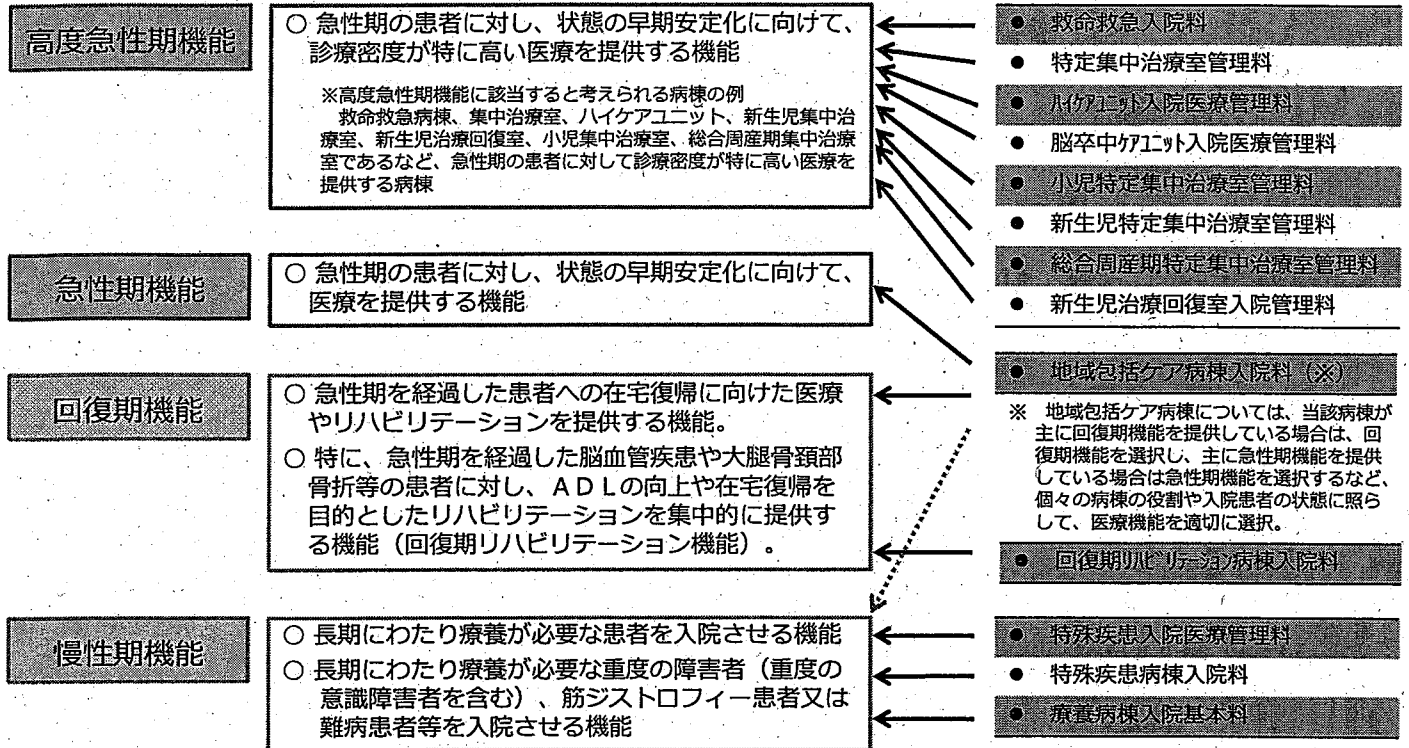 高度急性期機能
○ 急性期の患者に対し、状態の早期安定化に向けて、
診療密度が特に高い医療を提供する機能
※高度急性期機能に該当すると考えられる病棟の例
救命救急病棟、集中治療室、ハイケアユニット、新生児集中治
療室、新生児治療回復室、小児集中治療室、総合周産期集中治療
室であるなど、急性期の患者に対して診療密度が特に高い医療を
提供する病棟
● 救命救急入院料
● 特定集中治療室管理料
● ハイケアユニット入院医療管理料
● 脳卒中ケアユニット入院医療管理料
● 小児特定集中治療室管理料
● 新生児特定集中治療室管理料
● 総合周産期特定集中治療室管理料
● 新生児治療回復室入院管理料
急性期機能
○ 急性期の患者に対し、状態の早期安定化に向けて、
医療を提供する機能
● 地域包括ケア病棟入院料（※）
※ 地域包括ケア病棟については、当該病棟が
主に回復期機能を提供している場合は、回
復期機能を選択し、主に急性期機能を提供
している場合は急性期機能を選択するなど、
個々の病棟の役割や入院患者の状態に照ら
して、医療機能を適切に選択。
回復期機能
○ 急性期を経過した患者への在宅復帰に向けた医療
やリハビリテーションを提供する機能。
○ 特に、急性期を経過した脳血管疾患や大腿骨頚部
骨折等の患者に対し、ＡＤＬの向上や在宅復帰を
目的としたリハビリテーションを集中的に提供す
る機能（回復期リハビリテーション機能）。
● 回復期リハビリテーション病棟入院料
慢性期機能
○ 長期にわたり療養が必要な患者を入院させる機能
○ 長期にわたり療養が必要な重度の障害者（重度の
意識障害者を含む）、筋ジストロフィー患者又は
難病患者等を入院させる機能
● 特殊疾患入院医療管理料
● 特殊疾患病棟入院料
● 療養病棟入院基本料